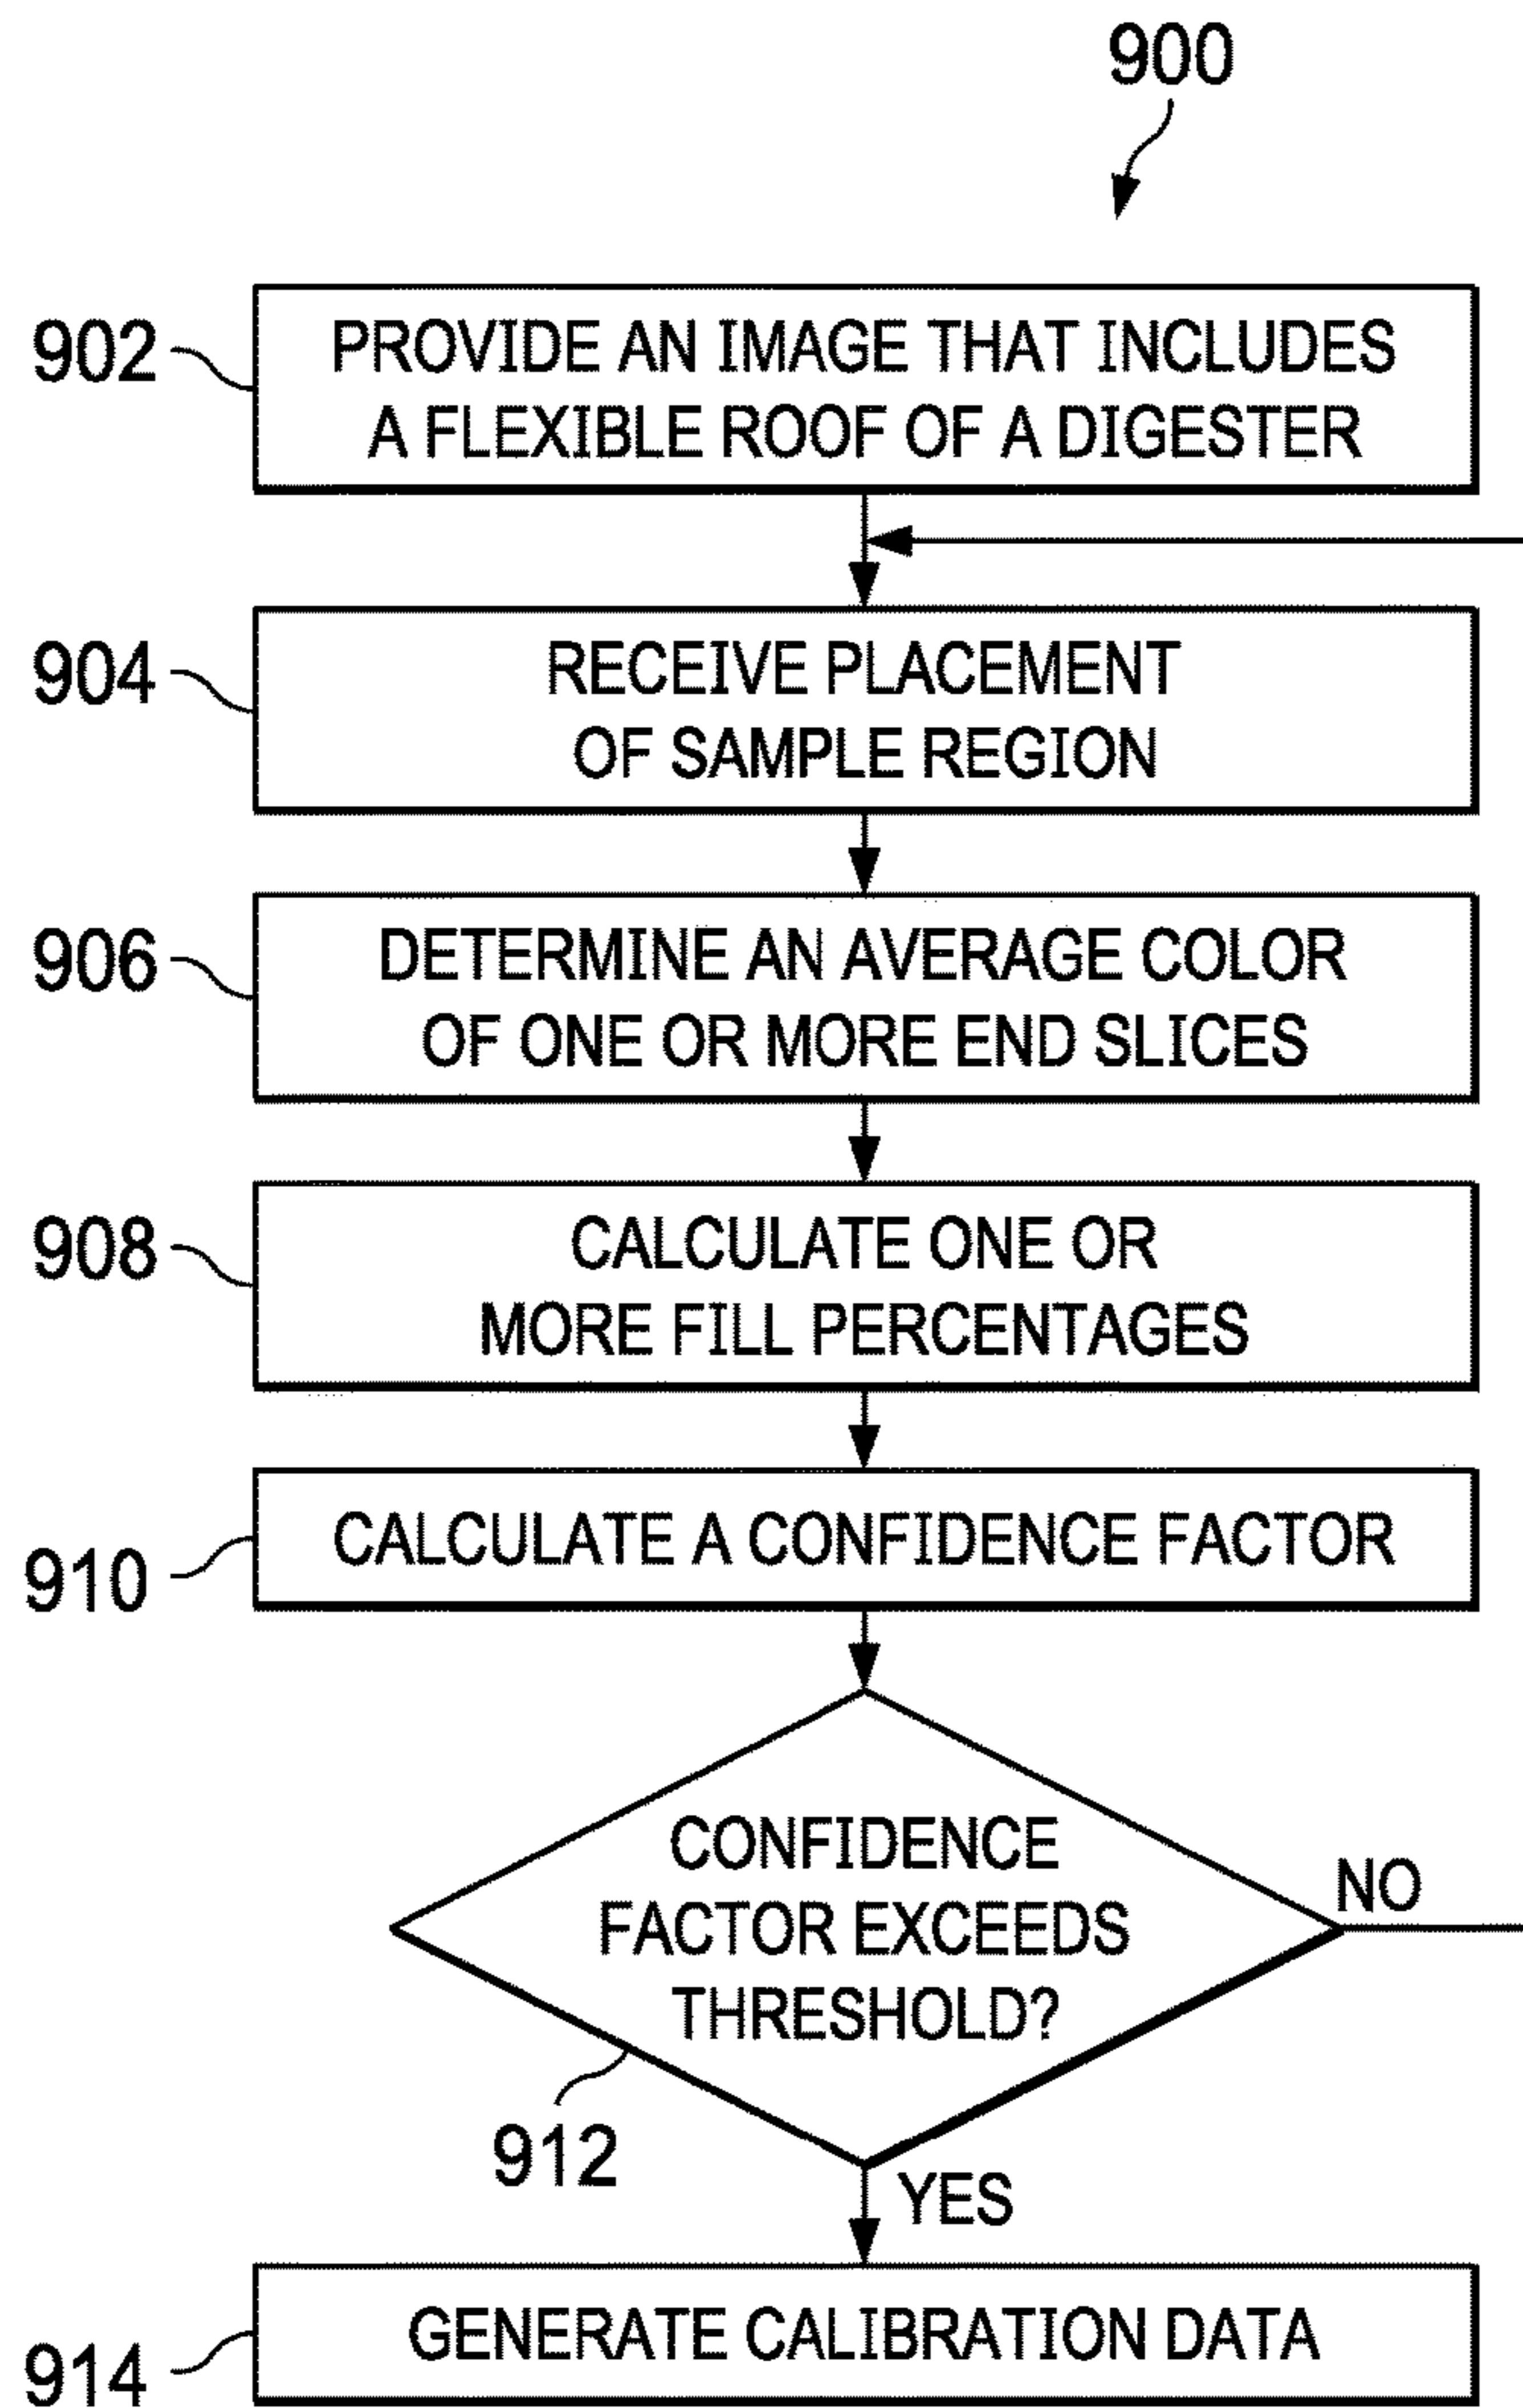 900
902
PROVIDE AN IMAGE THAT INCLUDES
A FLEXIBLE ROOF OF A DIGESTER
904
RECEIVE PLACEMENT
OF SAMPLE REGION
906
DETERMINE AN AVERAGE COLOR
OF ONE OR MORE END SLICES
908
CALCULATE ONE OR
MORE FILL PERCENTAGES
910
CALCULATE A CONFIDENCE FACTOR
CONFIDENCE
FACTOR EXCEEDS
THRESHOLD?
NO
912
YES
914
GENERATE CALIBRATION DATA